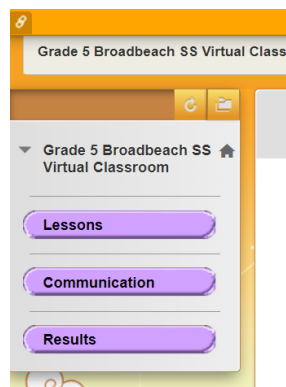 Grade 5 Broadbeach SS Virtual Class
Grade 5 Broadbeach SS
Virtual Classroom
Lessons
Communication
Results